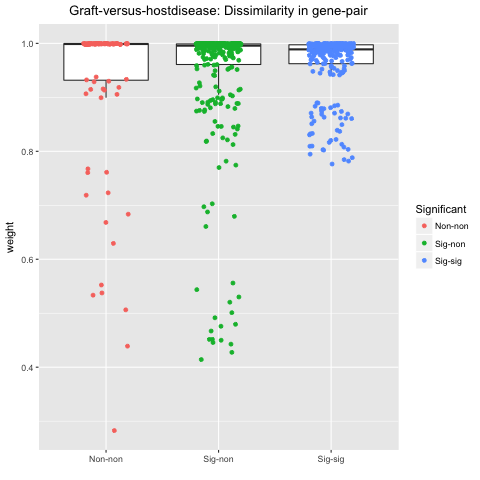 Graft-versus-hostdisease: Dissimilarity in gene-pair
1.0
0.8
0.6
0.4
weight
Non-non
Sig-non
Sig-sig
Significant
Non-non
Sig-non
Sig-sig